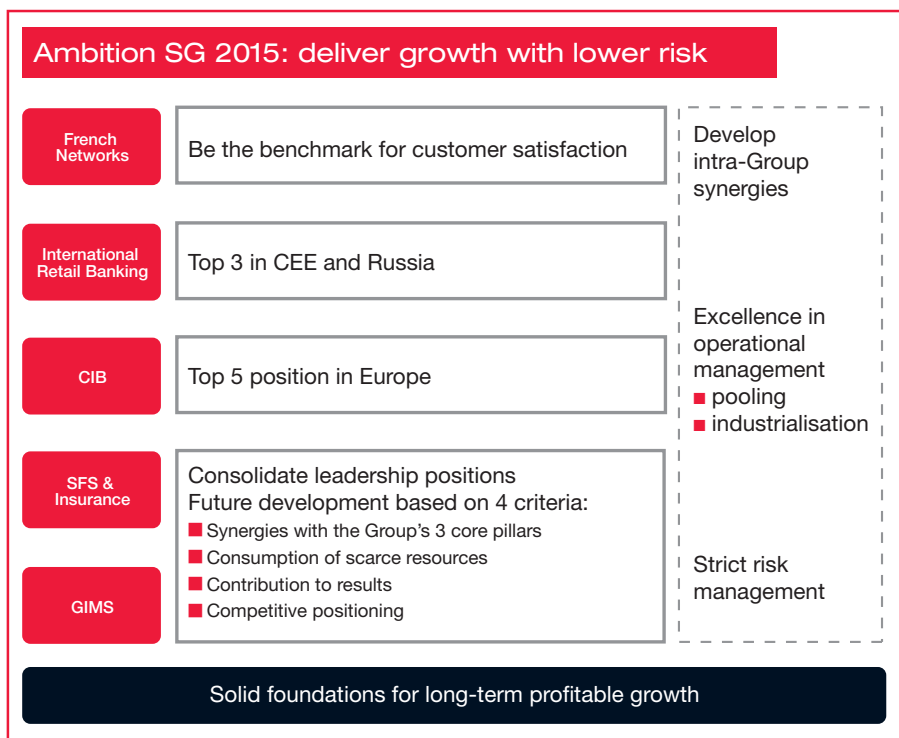 Ambition SG 2015: deliver growth with lower risk
French
Networks
Be the benchmark for customer satisfaction
International
Retail Banking
Top 3 in CEE and Russia
CIB
Top 5 position in Europe
SFS &
Insurance
GIMS
Consolidate leadership positions
Future development based on 4 criteria:
■ Synergies with the Group's 3 core pillars
■ Consumption of scarce resources
■ Contribution to results
■ Competitive positioning
Develop
intra-Group
synergies
Excellence in
operational
management
■ pooling
■ industrialisation
Strict risk
management
Solid foundations for long-term profitable growth